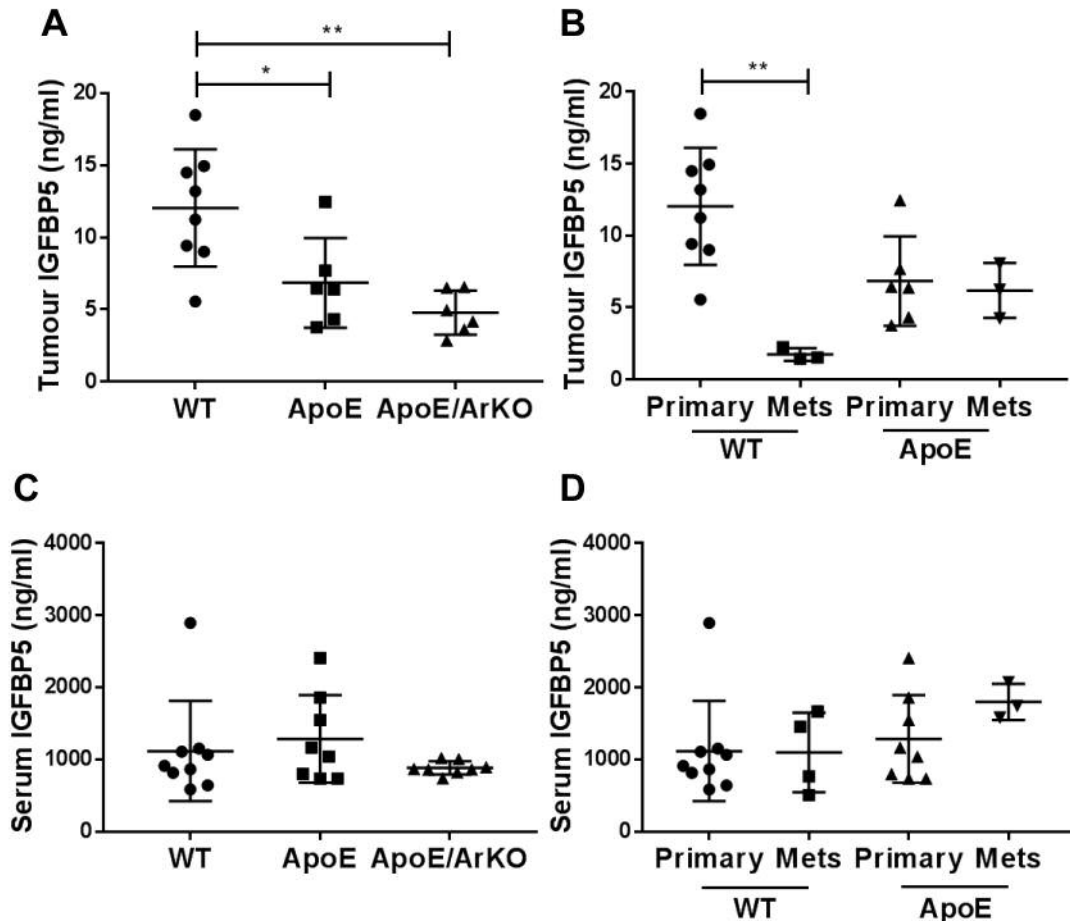 A
**
*
Tumour IGFBP5 (ng/ml)
20
15
10
5
0
WT ApoE ApoE/ArKO
B
**
Tumour IGFBP5 (ng/ml)
20
15
10
5
0
Primary Mets Primary Mets
WT ApoE
C
Serum IGFBP5 (ng/ml)
4000
3000
2000
1000
0
WT ApoE ApoE/ArKO
D
Serum IGFBP5 (ng/ml)
4000
3000
2000
1000
0
Primary Mets Primary Mets
WT ApoE